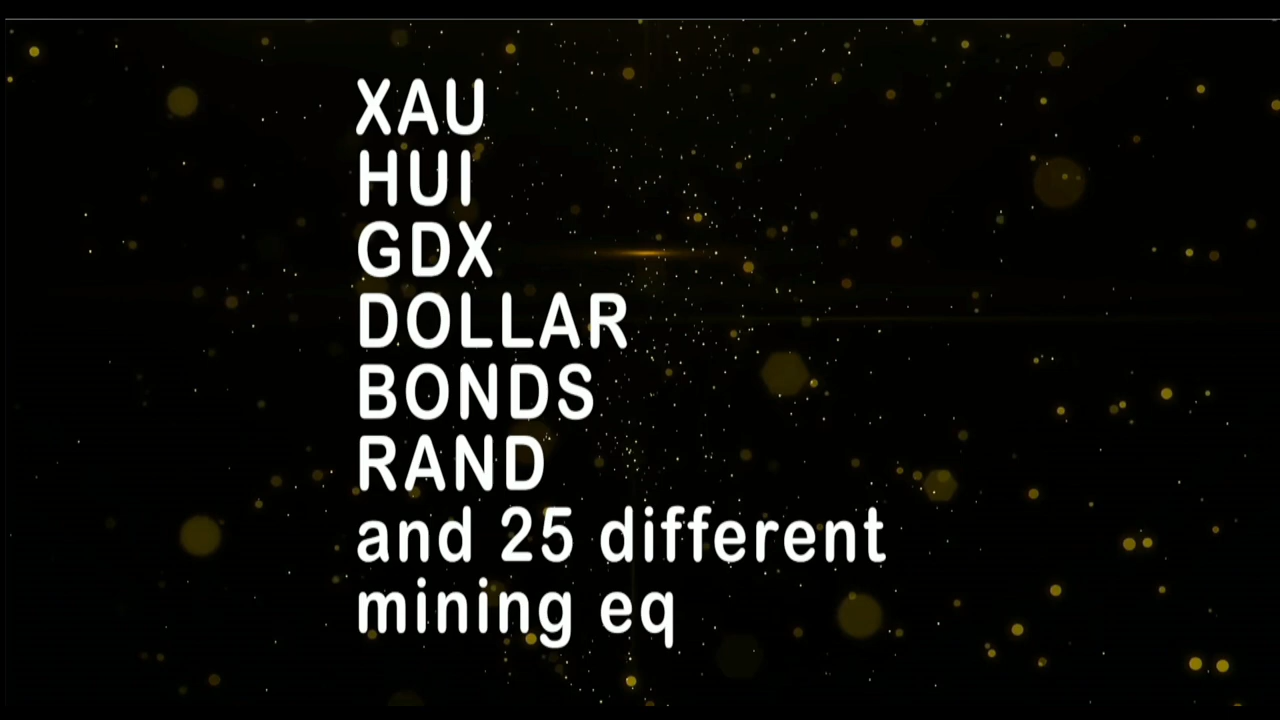 XAU
HUI
GDX
DOLLAR
BONDS
RAND
and 25 different
mining eq